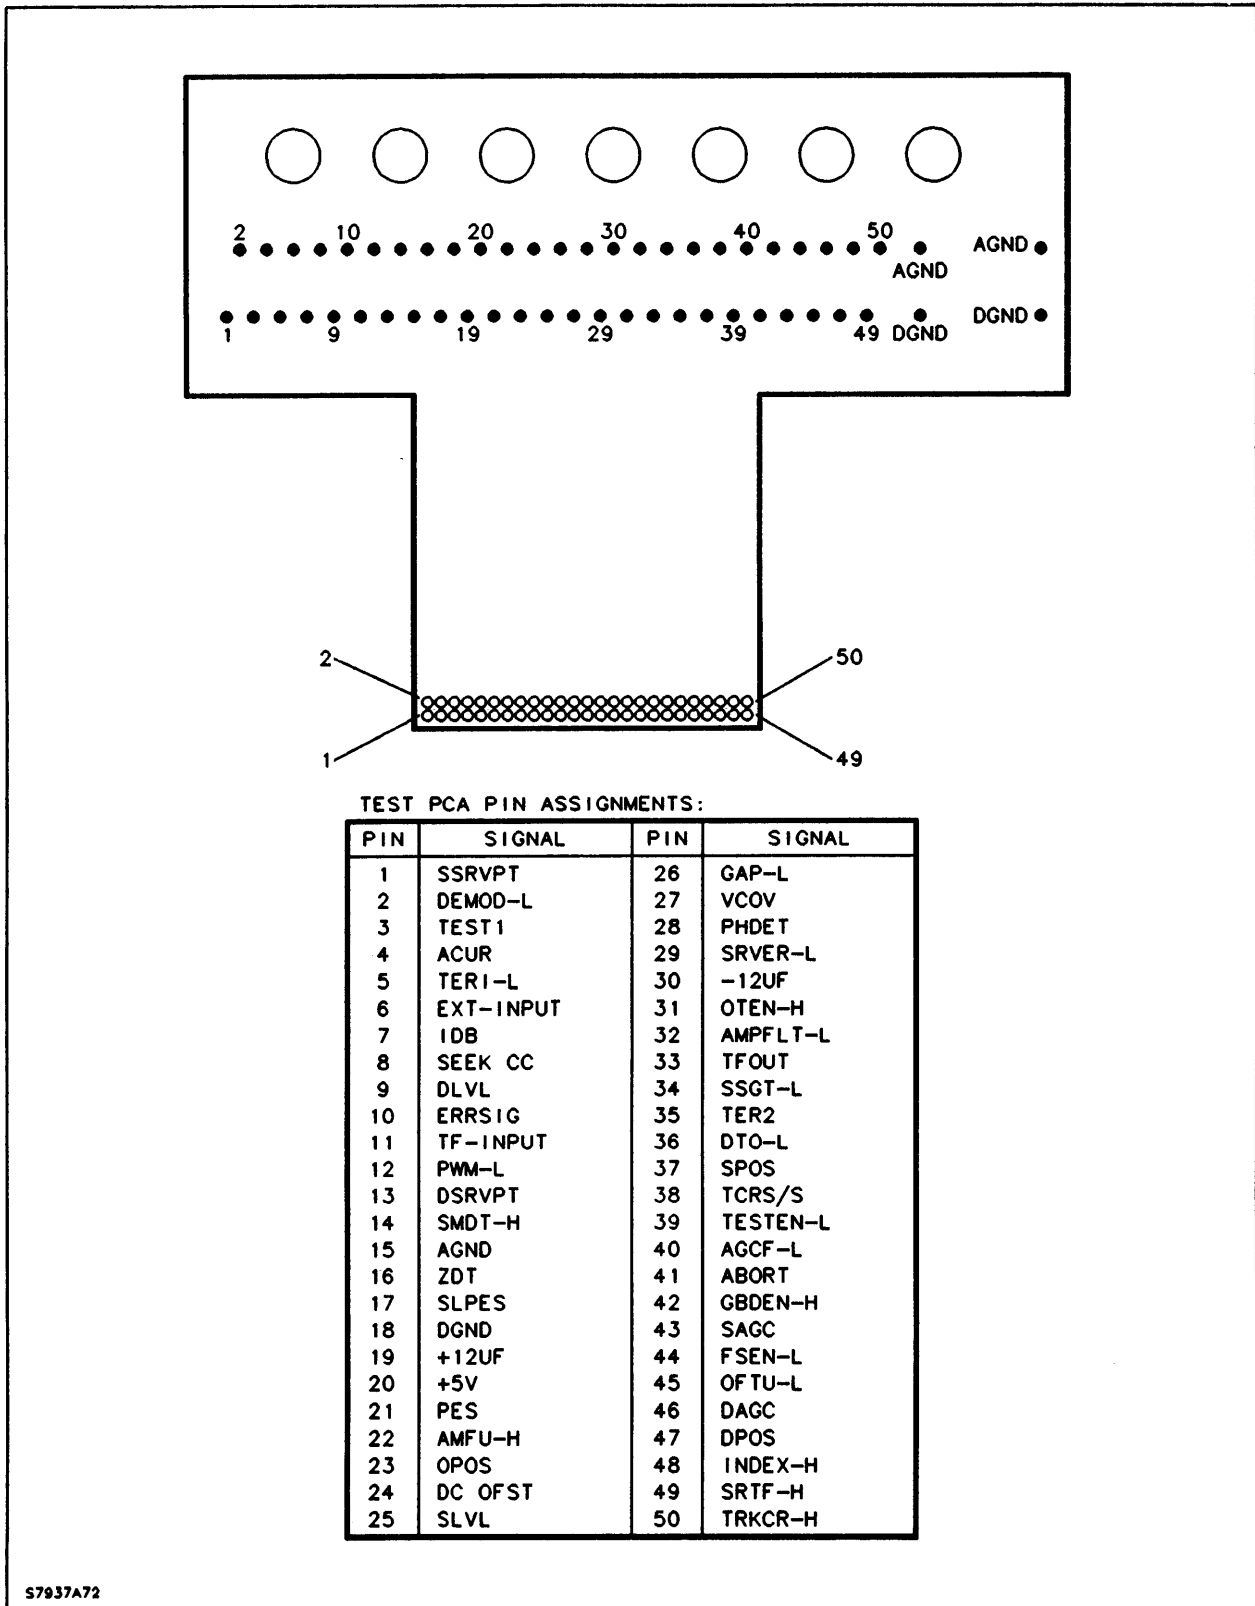 2 10 20 30 40 50 AGND
AGND
1 9 19 29 39 49 DGND DGND
2 50
1 49
TEST PCA PIN ASSIGNMENTS:
PIN SIGNAL PIN SIGNAL
1 SSRVPT 26 GAP-L
2 DEMOD-L 27 VCOV
3 TEST1 28 PHDET
4 ACUR 29 SRVER-L
5 TER1-L 30 -12UF
6 EXT-INPUT 31 OTEN-H
7 IDB 32 AMPFLT-L
8 SEEK CC 33 TFOUT
9 DLVL 34 SSGT-L
10 ERRSIG 35 TER2
11 TF-INPUT 36 DTO-L
12 PWM-L 37 SPOS
13 DSRVPT 38 TCRS/S
14 SMDT-H 39 TESTEN-L
15 AGND 40 AGCF-L
16 ZDT 41 ABORT
17 SLPES 42 GBDEN-H
18 DGND 43 SAGC
19 +12UF 44 FSEN-L
20 +5V 45 OFTU-L
21 PES 46 DAGC
22 AMFU-H 47 DPOS
23 OPOS 48 INDEX-H
24 DC OFST 49 SRTF-H
25 SLVL 50 TRKCR-H
S7937A72